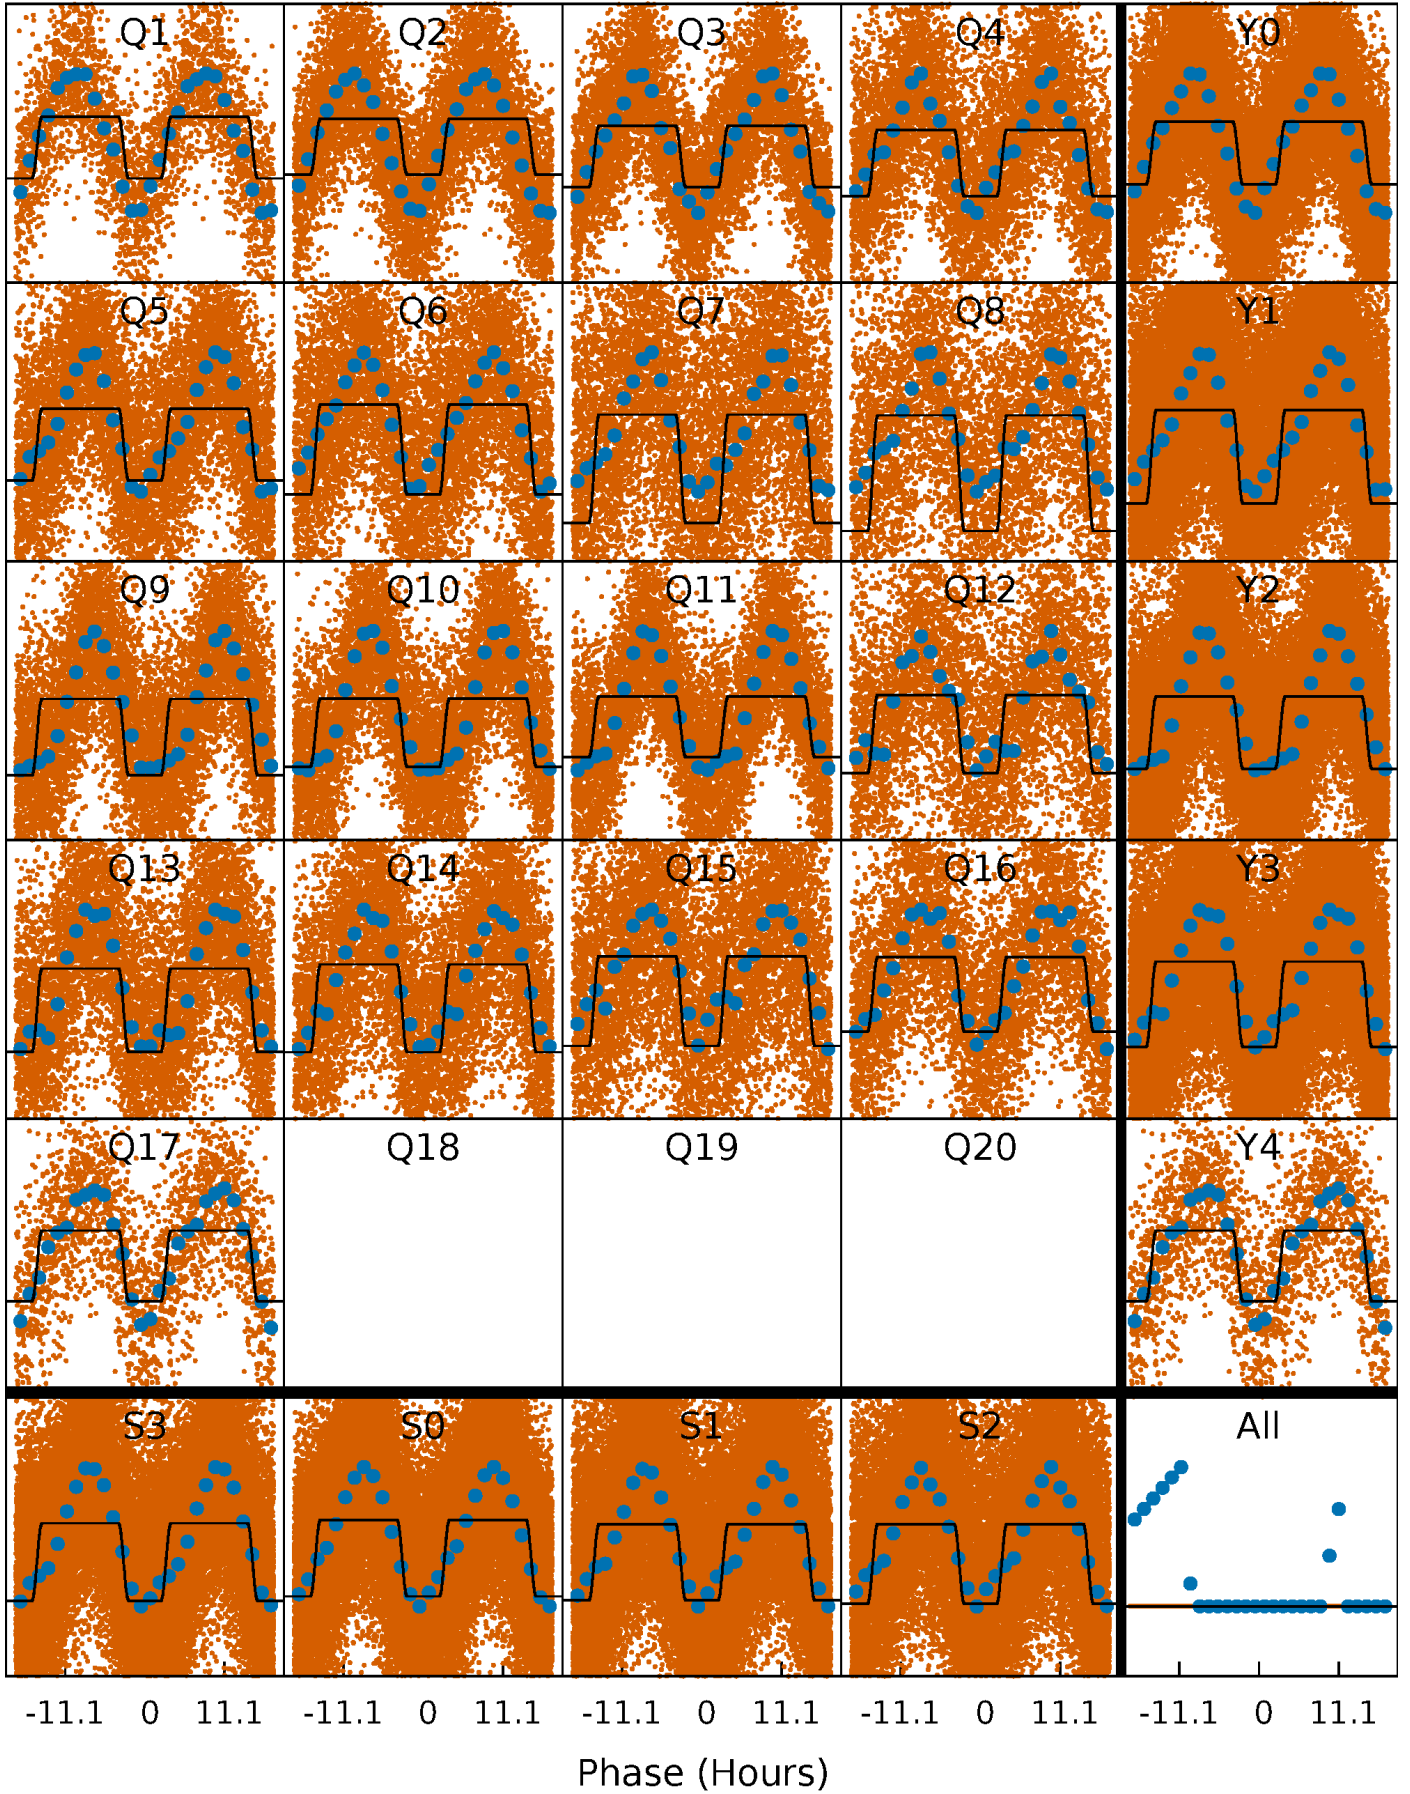 Q1 Q2 Q3 Q4 Y0
Q5 Q6 Q7 Q8 Y1
Q9 Q10 Q11 Q12 Y2
Q13 Q14 Q15 Q16 Y3
Q17 Q18 Q19 Q20 Y4
S3 S0 S1 S2 All
-11.1 0 11.1 -11.1 0 11.1 -11.1 0 11.1 -11.1 0 11.1 -11.1 0 11.1
Phase (Hours)